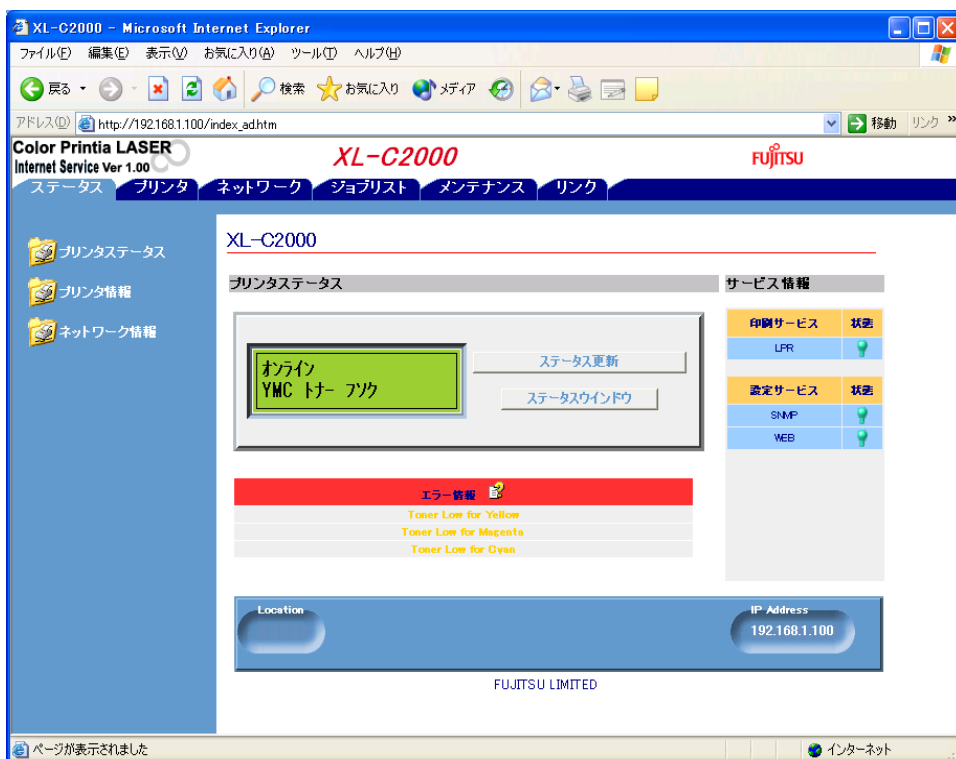 XL-C2000 - Microsoft Internet Explorer
ファイル(F) 編集(E) 表示(V) お気に入り(A) ツール(T) ヘルプ(H)
戻る 検索 お気に入り メディア
アドレス(D) http://192.168.1.100/index_ad.htm 移動 リンク »
Color Printia LASER
Internet Service Ver 1.00
XL-C2000
FUJITSU
ステータス プリンタ ネットワーク ジョブリスト メンテナンス リンク
プリンタステータス
プリンタ情報
ネットワーク情報
XL-C2000
プリンタステータス
オンライン
YMC トナー フソク
ステータス更新
ステータスウインドウ
エラー情報
Toner Low for Yellow
Toner Low for Magenta
Toner Low for Cyan
サービス情報
印刷サービス 状態
LPR
設定サービス 状態
SNMP
WEB
Location
IP Address
192.168.1.100
FUJITSU LIMITED
ページが表示されました
インターネット